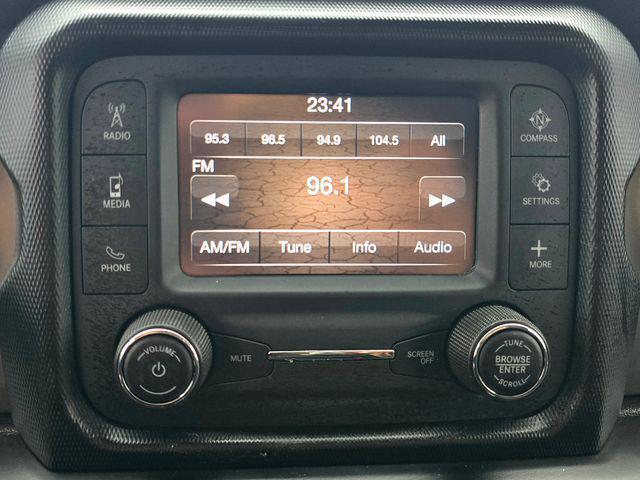 23:41
95.3 96.5 94.9 104.5 All
FM
96.1
AM/FM Tune Info Audio
RADIO
MEDIA
PHONE
N
COMPASS
SETTINGS
MORE
VOLUME
MUTE
SCREEN
OFF
TUNE
BROWSE
ENTER
SCROLL